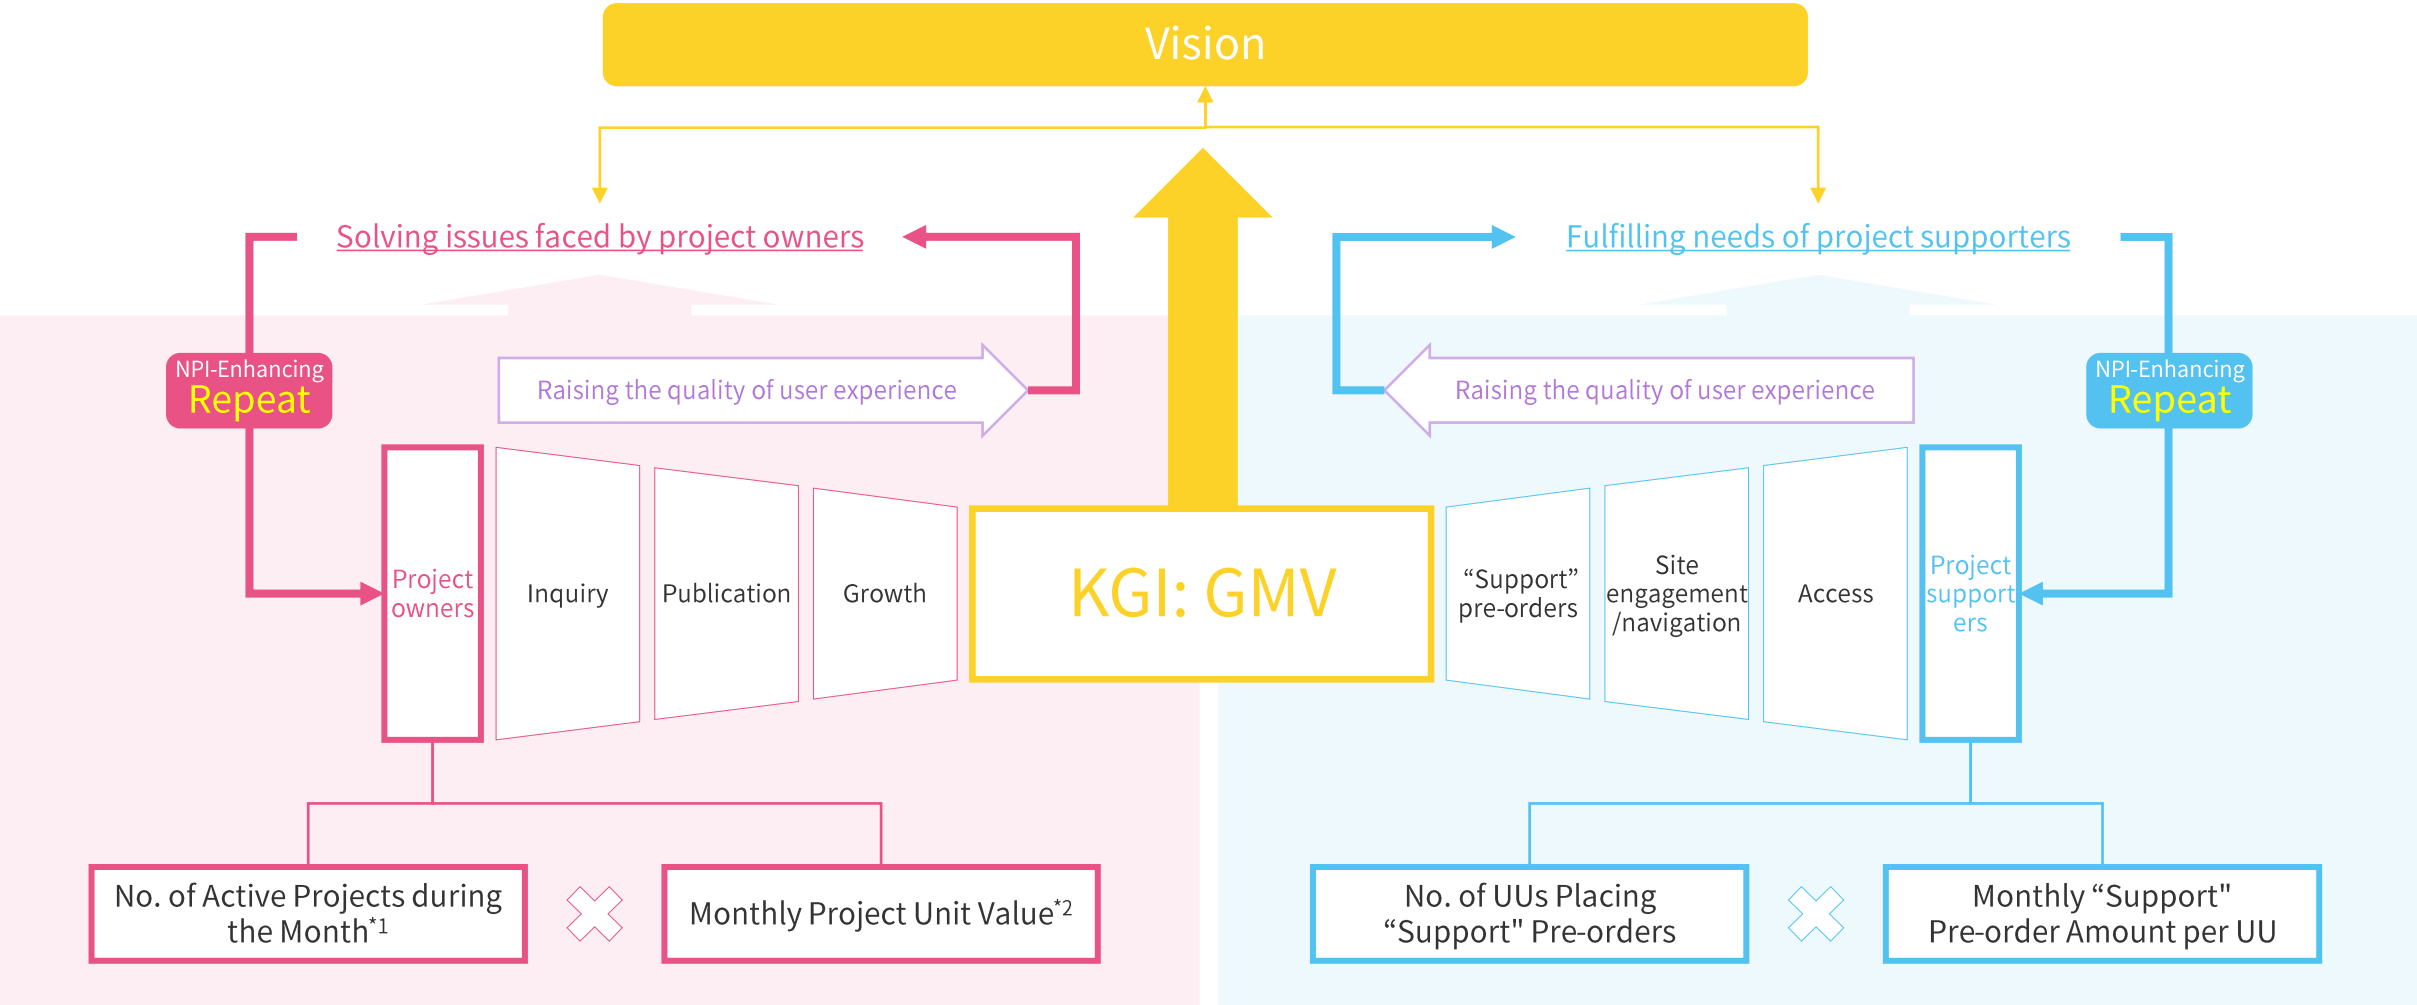 Vision
Solving issues faced by project owners
Fulfilling needs of project supporters
NPI-Enhancing
Repeat
Raising the quality of user experience
Raising the quality of user experience
NPI-Enhancing
Repeat
Project
owners
Inquiry
Publication
Growth
KGI: GMV
“Support”
pre-orders
Site
engagement
/navigation
Access
Project
support
ers
No. of Active Projects during
the Month*1
Monthly Project Unit Value*2
No. of UUs Placing
“Support" Pre-orders
Monthly “Support"
Pre-order Amount per UU